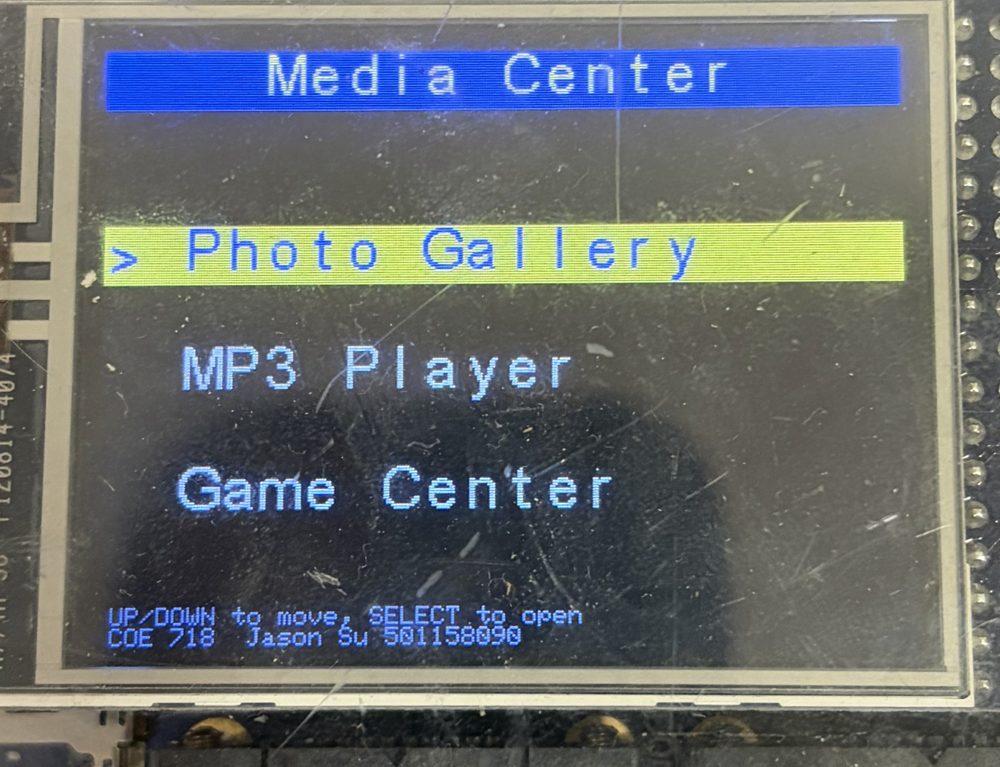 Media Center
> Photo Gallery
MP3 Player
Game Center
UP/DOWN to move, SELECT to open
COE 718 Jason Su 501158090